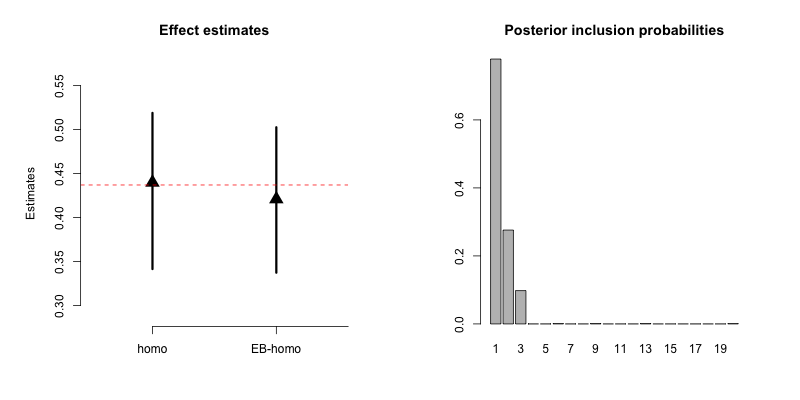 Effect estimates
Estimates
0.55
0.50
0.45
0.40
0.35
0.30
homo EB-homo
Posterior inclusion probabilities
0.6
0.4
0.2
0.0
1 3 5 7 9 11 13 15 17 19